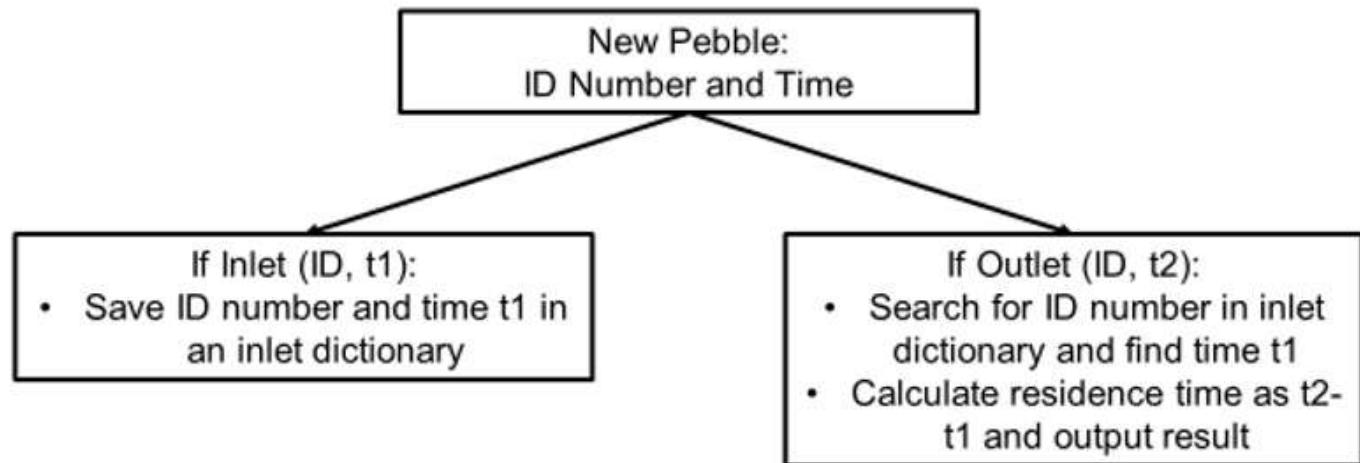 New Pebble:
ID Number and Time
If Inlet (ID, t1):
• Save ID number and time t1 in
an inlet dictionary
If Outlet (ID, t2):
• Search for ID number in inlet
dictionary and find time t1
• Calculate residence time as t2-
t1 and output result